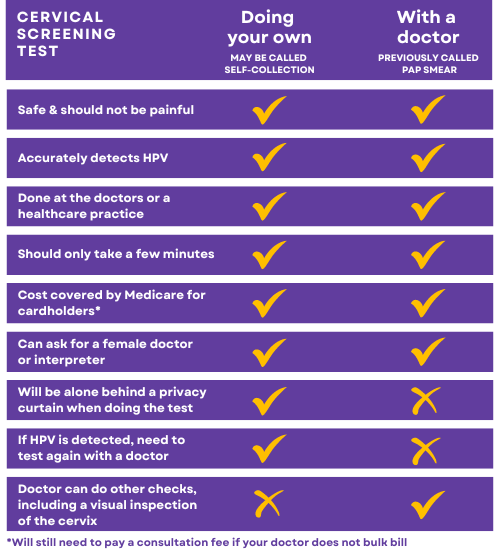 CERVICAL
SCREENING
TEST
Doing
your own
MAY BE CALLED
SELF-COLLECTION
With a
doctor
PREVIOUSLY CALLED
PAP SMEAR
Safe & should not be painful
Accurately detects HPV
Done at the doctors or a
healthcare practice
Should only take a few minutes
Cost covered by Medicare for
cardholders*
Can ask for a female doctor
or interpreter
Will be alone behind a privacy
curtain when doing the test
If HPV is detected, need to
test again with a doctor
Doctor can do other checks,
including a visual inspection
of the cervix
*Will still need to pay a consultation fee if your doctor does not bulk bill